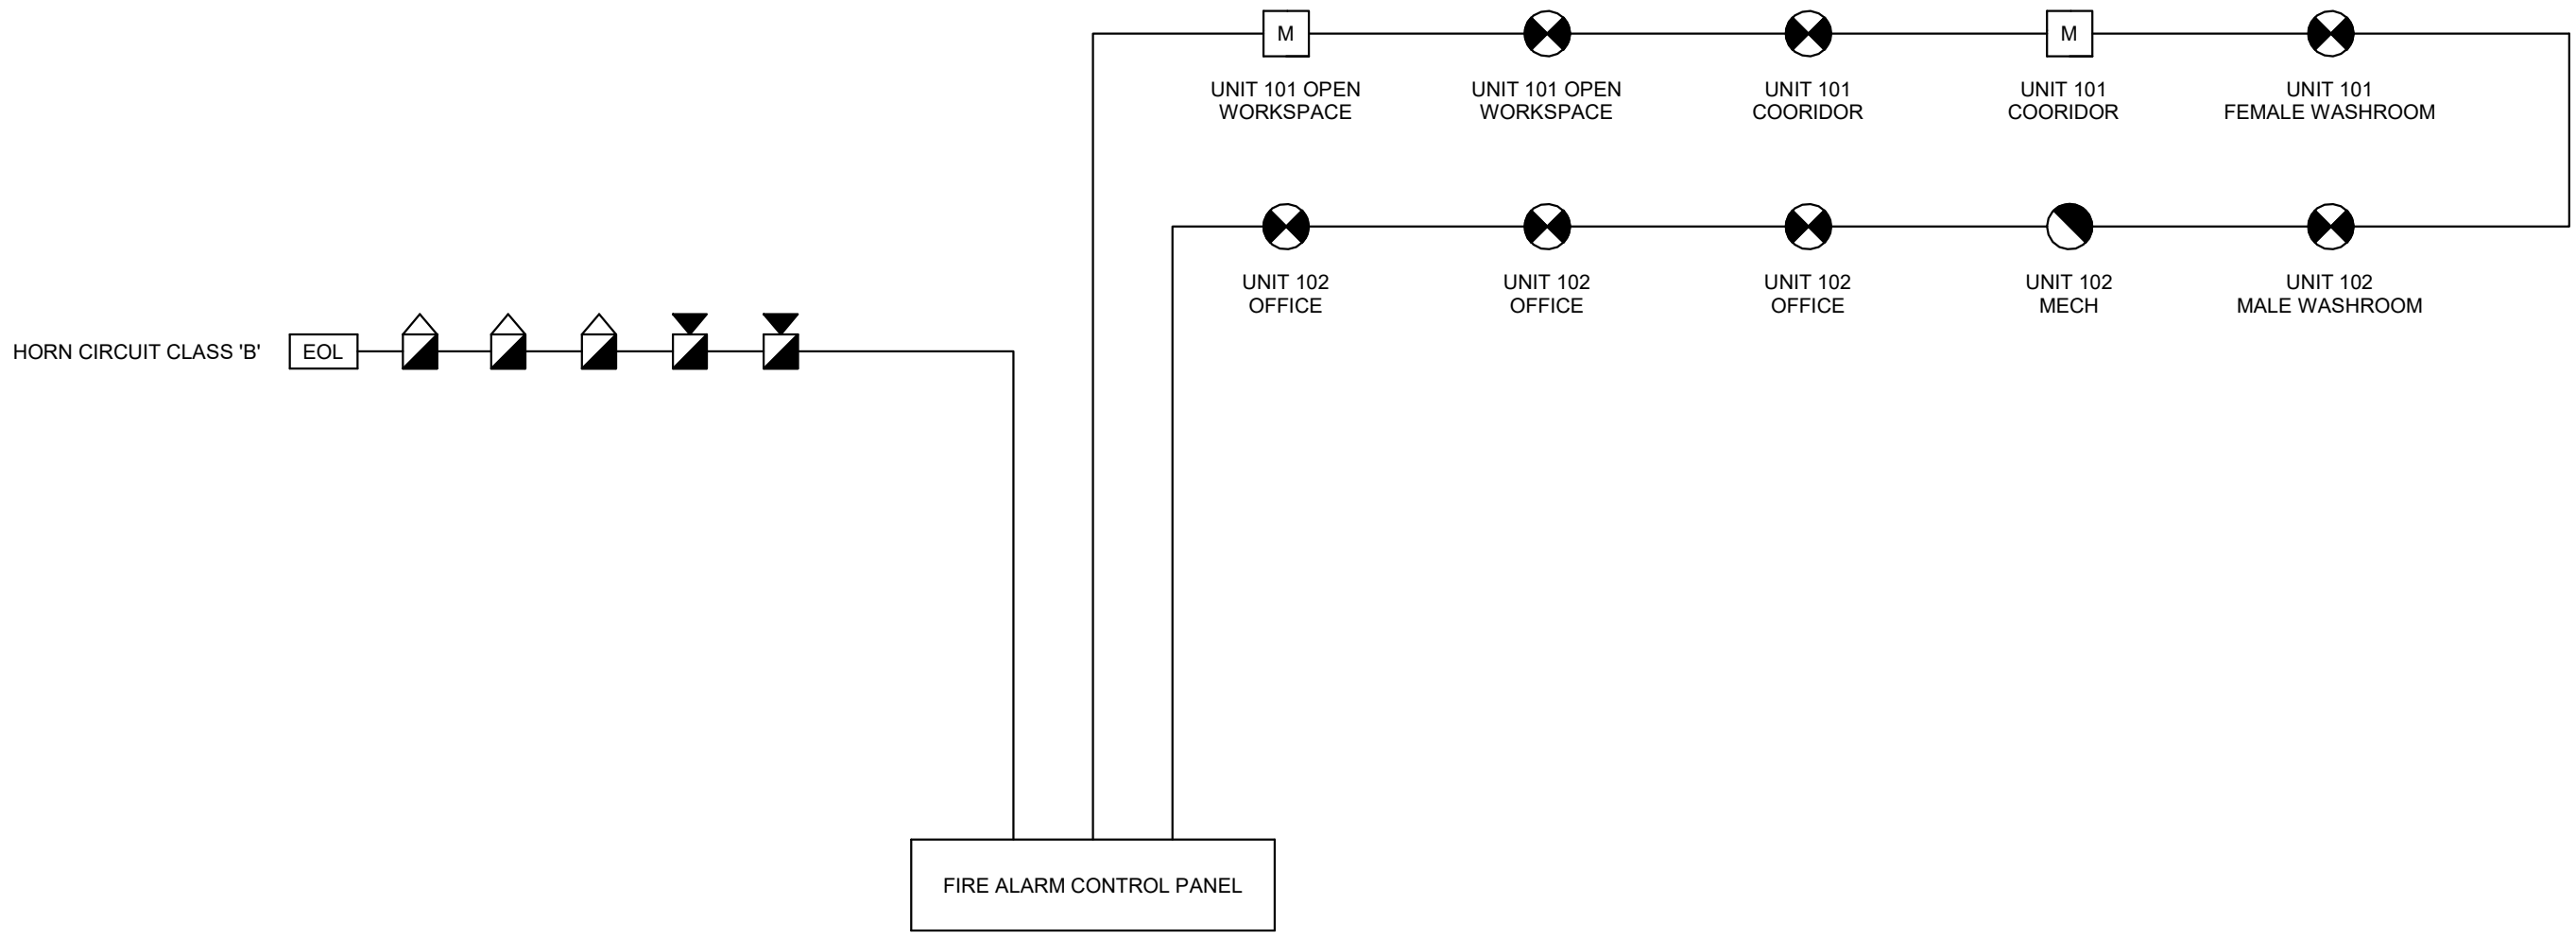 M
M
UNIT 101 OPEN
WORKSPACE
UNIT 101 OPEN
WORKSPACE
UNIT 101
COORIDOR
UNIT 101
COORIDOR
UNIT 101
FEMALE WASHROOM
UNIT 102
OFFICE
UNIT 102
OFFICE
UNIT 102
OFFICE
UNIT 102
MECH
UNIT 102
MALE WASHROOM
HORN CIRCUIT CLASS 'B'
EOL
FIRE ALARM CONTROL PANEL